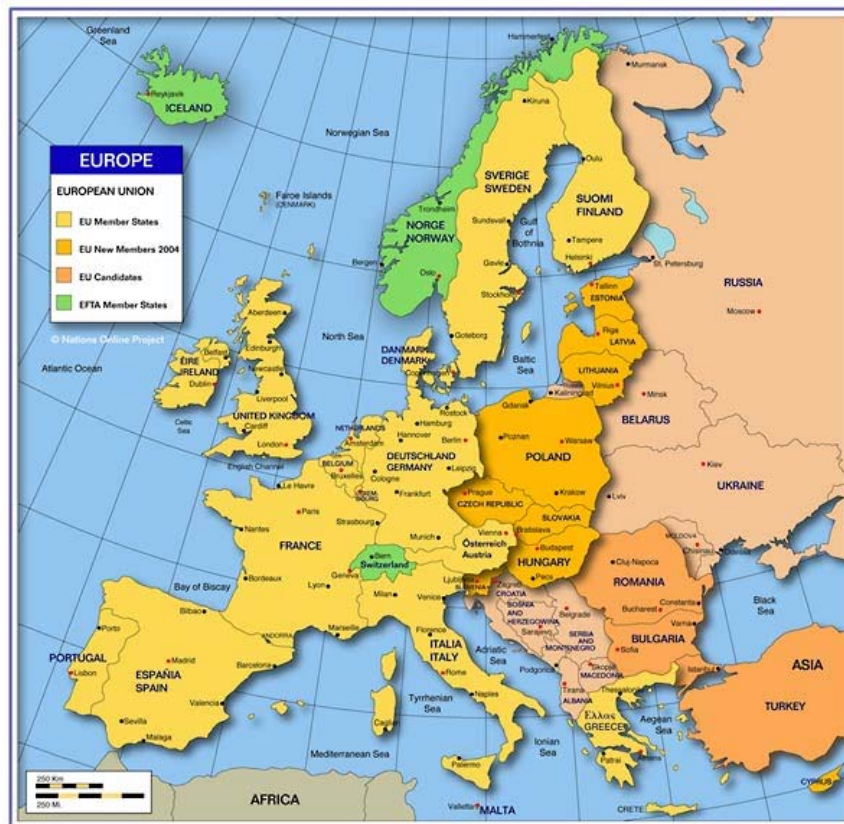 Greenland
Sea
Hammerfest
Murmansk
Reykjavik
ICELAND
Kiruna
Norwegian Sea
EUROPE
EUROPEAN UNION
EU Member States
EU New Members 2004
EU Candidates
EFTA Member States
© Nations Online Project
Faroe Islands
(DENMARK)
Oulu
SVERIGE
SWEDEN
SUOMI
FINLAND
Trondheim
NORGE
NORWAY
Sundsvall
Gulf
of
Bothnia
Tampere
Helsinki
Bergen
Oslo
Gavle
Stockholm
St. Petersburg
RUSSIA
Moscow
Tallinn
ESTONIA
Riga
LATVIA
LITHUANIA
Vilnius
Kaliningrad
Minsk
BELARUS
Aberdeen
Edinburgh
Newcastle
North Sea
Goteborg
DANMARK
DENMARK
Copenhagen
Baltic
Sea
Atlantic Ocean
Belfast
ÉIRE
IRELAND
Dublin
Liverpool
UNITED KINGDOM
Cardiff
London
Celtic
Sea
English Channel
NETHERLANDS
Amsterdam
BELGIUM
Bruxelles
Rostock
Hamburg
Hannover
Berlin
DEUTSCHLAND
GERMANY
Leipzig
Cologne
Frankfurt
Gdansk
Poznan
Warsaw
POLAND
Krakow
Kiev
UKRAINE
Lviv
Prague
CZECH REPUBLIC
SLOVAKIA
Bratislava
Le Havre
Paris
Strasbourg
Nantes
FRANCE
Munich
Vienna
Österreich
Austria
Budapest
HUNGARY
Pecs
MOLDOVA
Chisinau
Odessa
Bern
Switzerland
Geneva
Lyon
Bordeaux
Bay of Biscay
Milan
Venice
Ljubljana
SLOVENIA
Zagreb
CROATIA
BOSNIA
AND
HERZEGOWINA
Sarajevo
Belgrade
SERBIA
AND
MONTENEGRO
Cluj-Napoca
ROMANIA
Bucharest
Constanta
Varna
BULGARIA
Sofia
Black
Sea
Bilbao
Marseille
ANDORRA
Florence
ITALIA
ITALY
Rome
Adriatic
Sea
Podgorica
Skopje
MACEDONIA
Tirana
ALBANIA
Istanbul
ASIA
TURKEY
Porto
PORTUGAL
Lisbon
Madrid
ESPAÑIA
SPAIN
Barcelona
Valencia
Sevilla
Malaga
Cagliari
Tyrrhenian
Sea
Naples
Thessaloniki
Ελλας
GREECE
Aegean
Sea
Patrai
Athens
Ionian
Sea
Mediterranean Sea
Palermo
Valletta
MALTA
CRETE
CYPRUS
AFRICA
250 Km
250 Mi.